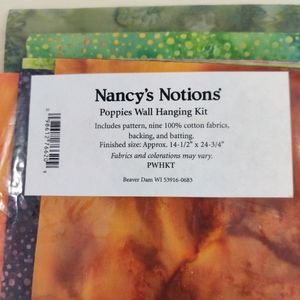 Nancy's Notions®
Poppies Wall Hanging Kit
Includes pattern, nine 100% cotton fabrics,
backing, and batting.
Finished size: Approx. 14-1/2" x 24-3/4"
Fabrics and colorations may vary.
PWHKT
Beaver Dam WI 53916-0683